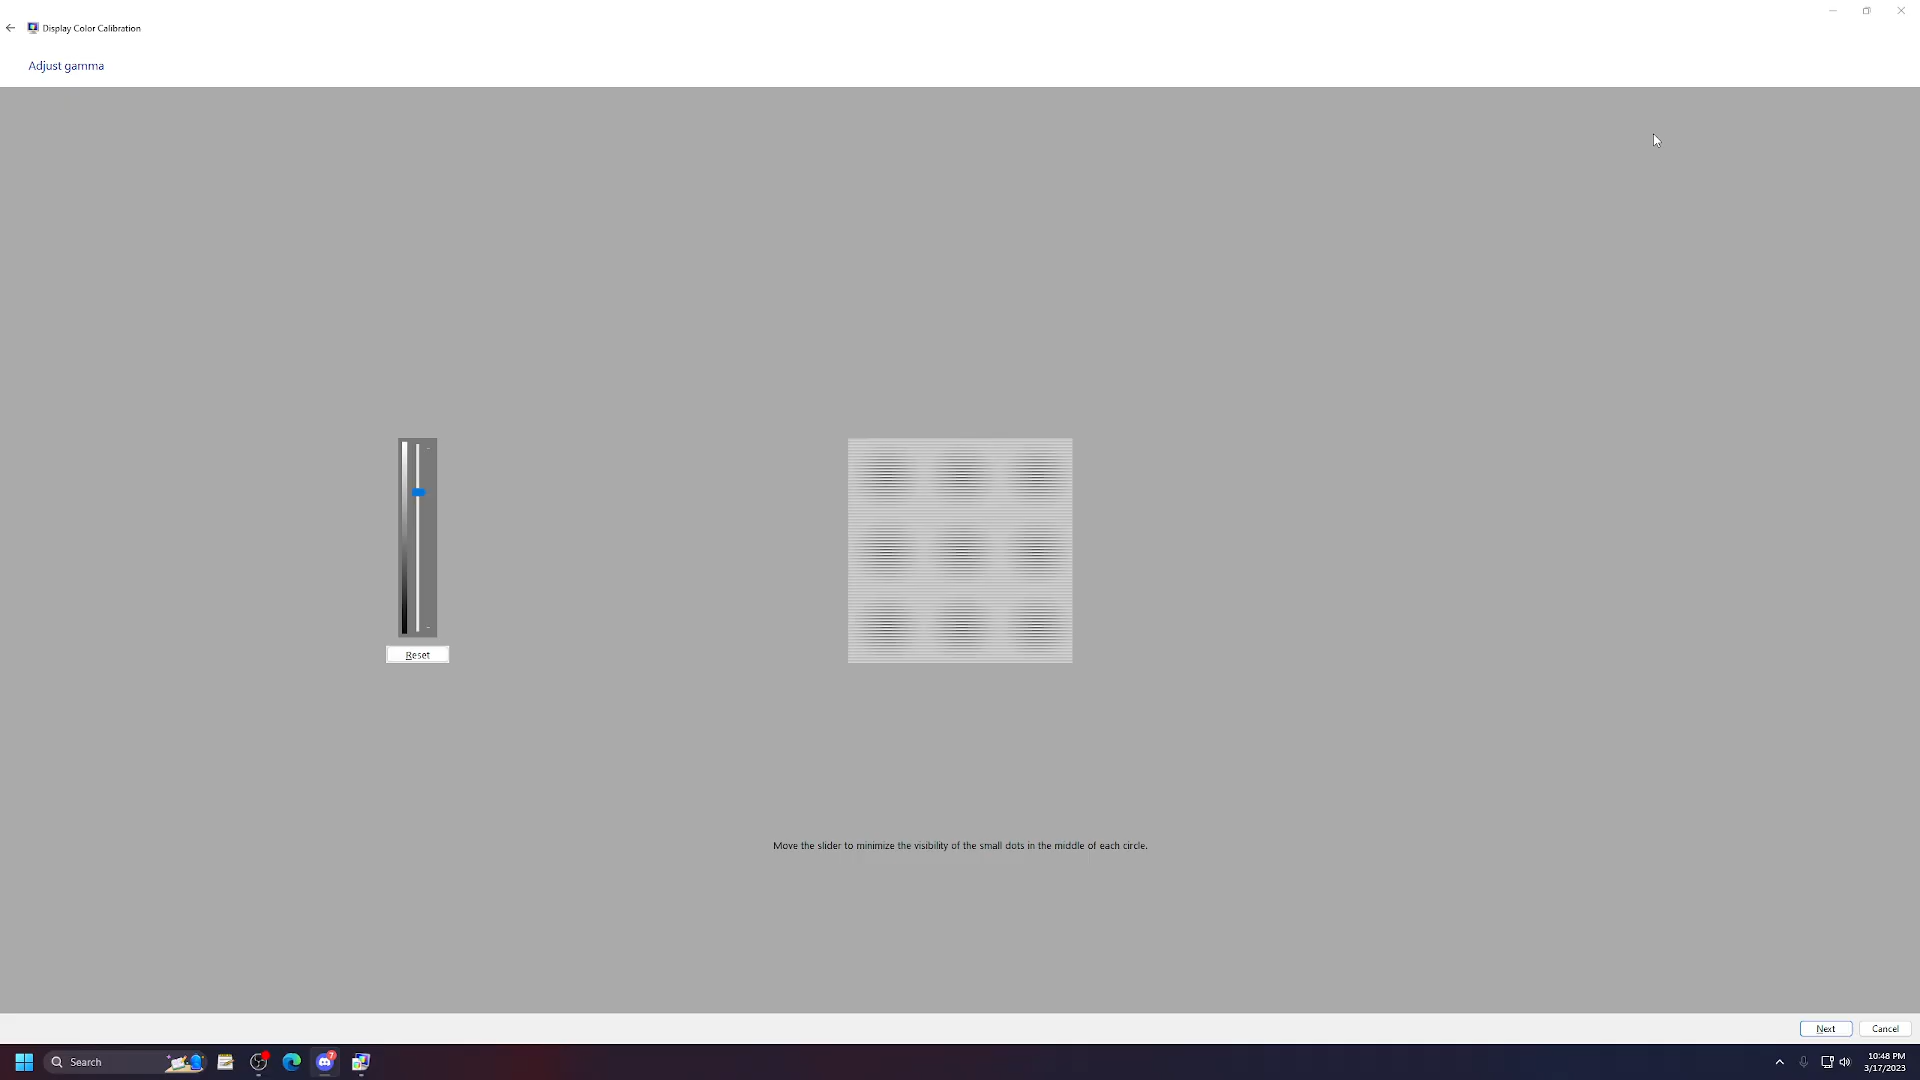 Display Color Calibration
Adjust gamma
Reset
Move the slider to minimize the visibility of the small dots in the middle of each circle.
Next
Cancel
Search
7
10:48 PM
3/17/2023